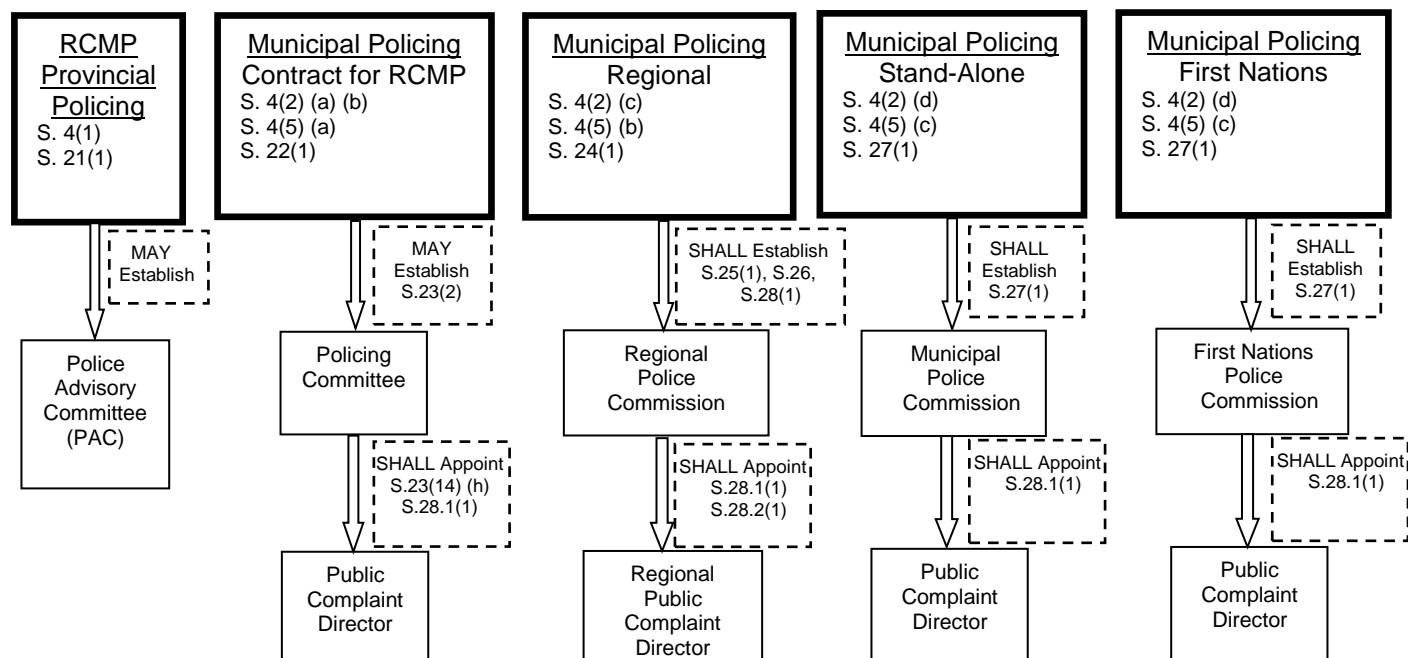 RCMP
Provincial
Policing
S. 4(1)
S. 21(1)
Municipal Policing
Contract for RCMP
S. 4(2) (a) (b)
S. 4(5) (a)
S. 22(1)
Municipal Policing
Regional
S. 4(2) (c)
S. 4(5) (b)
S. 24(1)
Municipal Policing
Stand-Alone
S. 4(2) (d)
S. 4(5) (c)
S. 27(1)
Municipal Policing
First Nations
S. 4(2) (d)
S. 4(5) (c)
S. 27(1)
MAY
Establish
MAY
Establish
S.23(2)
SHALL Establish
S.25(1), S.26,
S.28(1)
SHALL
Establish
S.27(1)
SHALL
Establish
S.27(1)
Police
Advisory
Committee
(PAC)
Policing
Committee
Regional
Police
Commission
Municipal
Police
Commission
First Nations
Police
Commission
SHALL Appoint
S.23(14) (h)
S.28.1(1)
SHALL Appoint
S.28.1(1)
S.28.2(1)
SHALL Appoint
S.28.1(1)
SHALL Appoint
S.28.1(1)
Public
Complaint
Director
Regional
Public
Complaint
Director
Public
Complaint
Director
Public
Complaint
Director